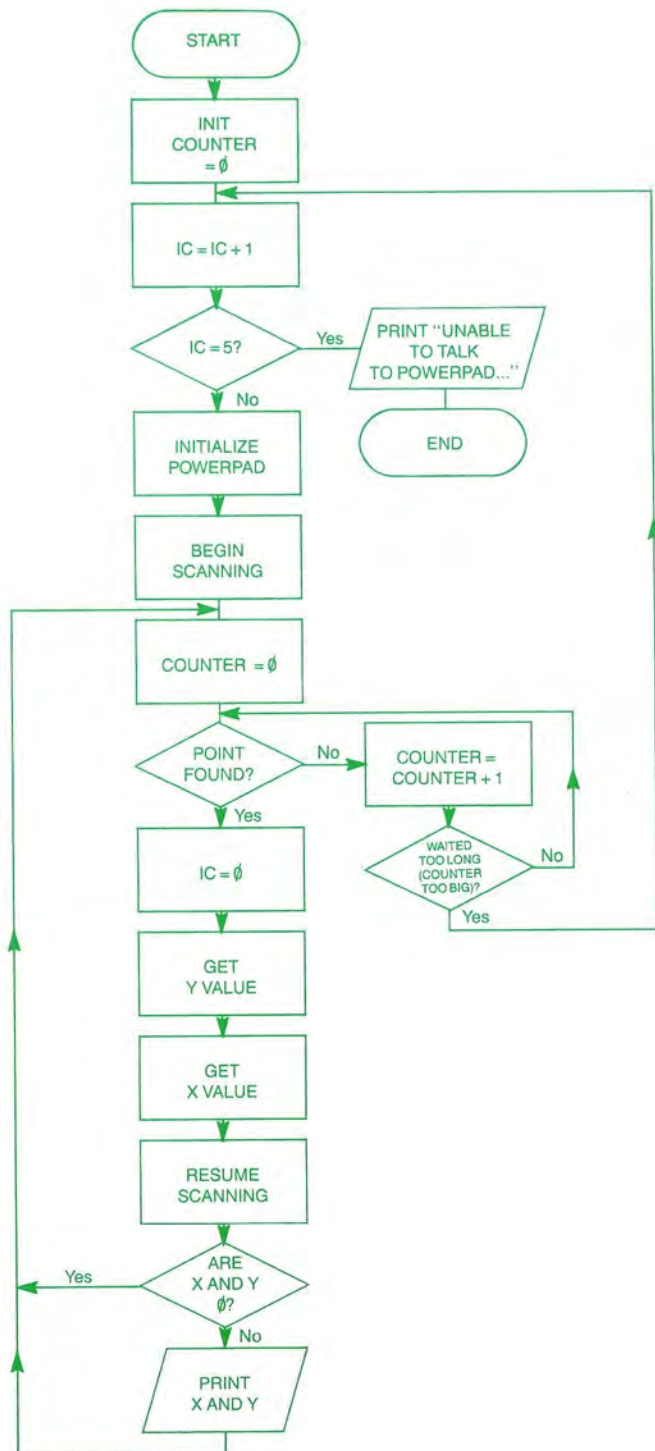 START
INIT
COUNTER
= Ø
IC = IC + 1
IC = 5?
Yes
PRINT “UNABLE
TO TALK
TO POWERPAD...”
END
No
INITIALIZE
POWERPAD
BEGIN
SCANNING
COUNTER = Ø
POINT
FOUND?
No
COUNTER =
COUNTER + 1
WAITED
TOO LONG
(COUNTER
TOO BIG)?
No
Yes
Yes
IC = Ø
GET
Y VALUE
GET
X VALUE
RESUME
SCANNING
ARE
X AND Y
Ø?
Yes
No
PRINT
X AND Y